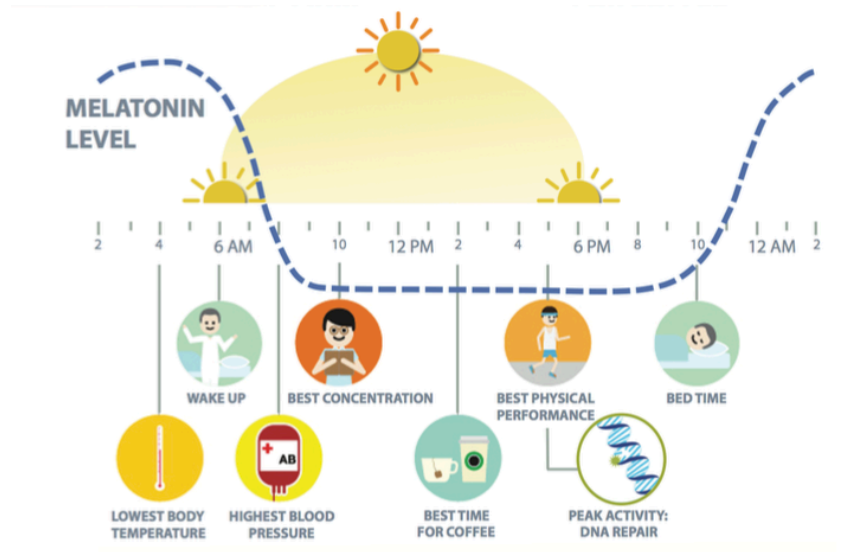 MELATONIN
LEVEL
2 4 6 AM 10 12 PM 2 4 6 PM 8 10 12 AM 2
WAKE UP
BEST CONCENTRATION
BEST PHYSICAL
PERFORMANCE
BED TIME
AB
LOWEST BODY
TEMPERATURE
HIGHEST BLOOD
PRESSURE
BEST TIME
FOR COFFEE
PEAK ACTIVITY:
DNA REPAIR